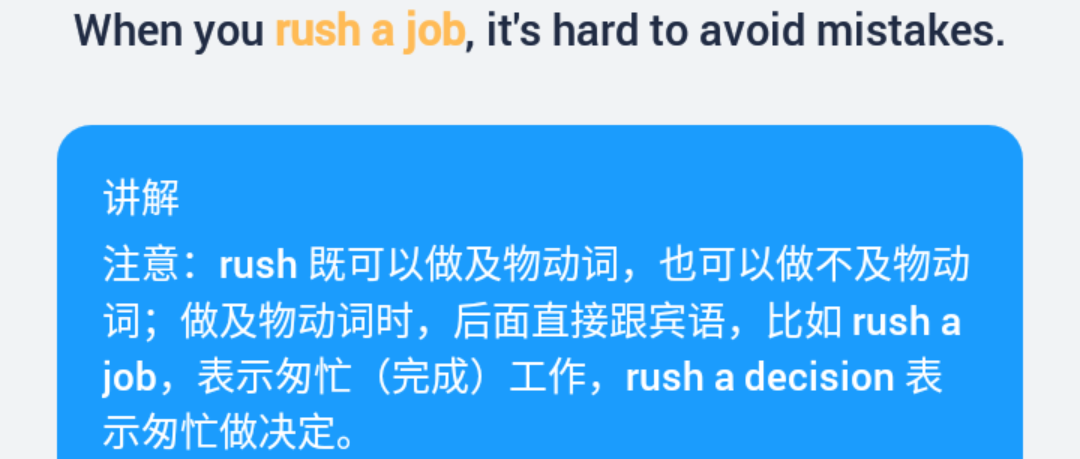 When you rush a job, it's hard to avoid mistakes.
讲解
注意：rush 既可以做及物动词，也可以做不及物动
词；做及物动词时，后面直接跟宾语，比如 rush a
job，表示匆忙（完成）工作，rush a decision 表
示匆忙做决定。